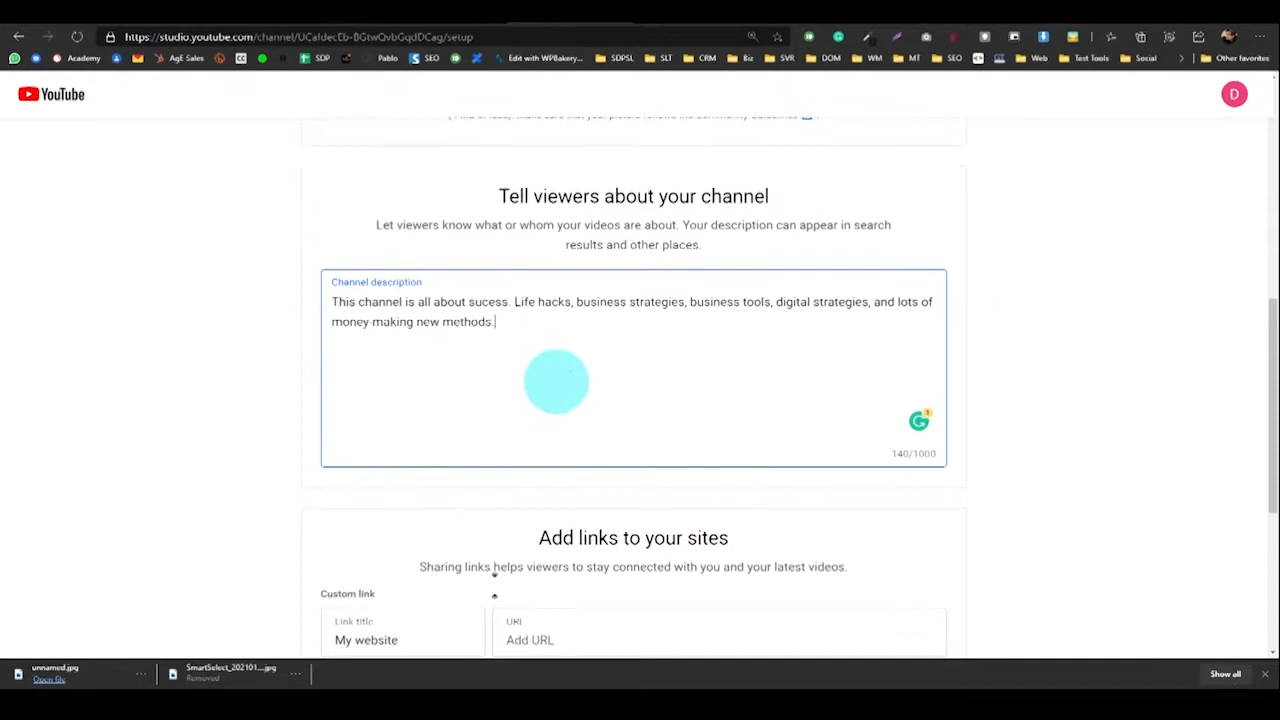 https://studio.youtube.com/channel/UCafdecEb-BGtwQvbGqdDCag/setup
Academy AgE Sales CC SDP Pablo SEO Edit with WPBakery... SDPSL SLT CRM Biz SVR DOM WM MT SEO Web Test Tools Social Other favorites
YouTube
D
Tell viewers about your channel
Let viewers know what or whom your videos are about. Your description can appear in search
results and other places.
Channel description
This channel is all about sucess. Life hacks, business strategies, business tools, digital strategies, and lots of
money-making new methods.
1
140/1000
Add links to your sites
Sharing links helps viewers to stay connected with you and your latest videos.
Custom link
Link title
URL
My website
Add URL
unnamed.jpg
Open file
SmartSelect_202101....jpg
Removed
Show all